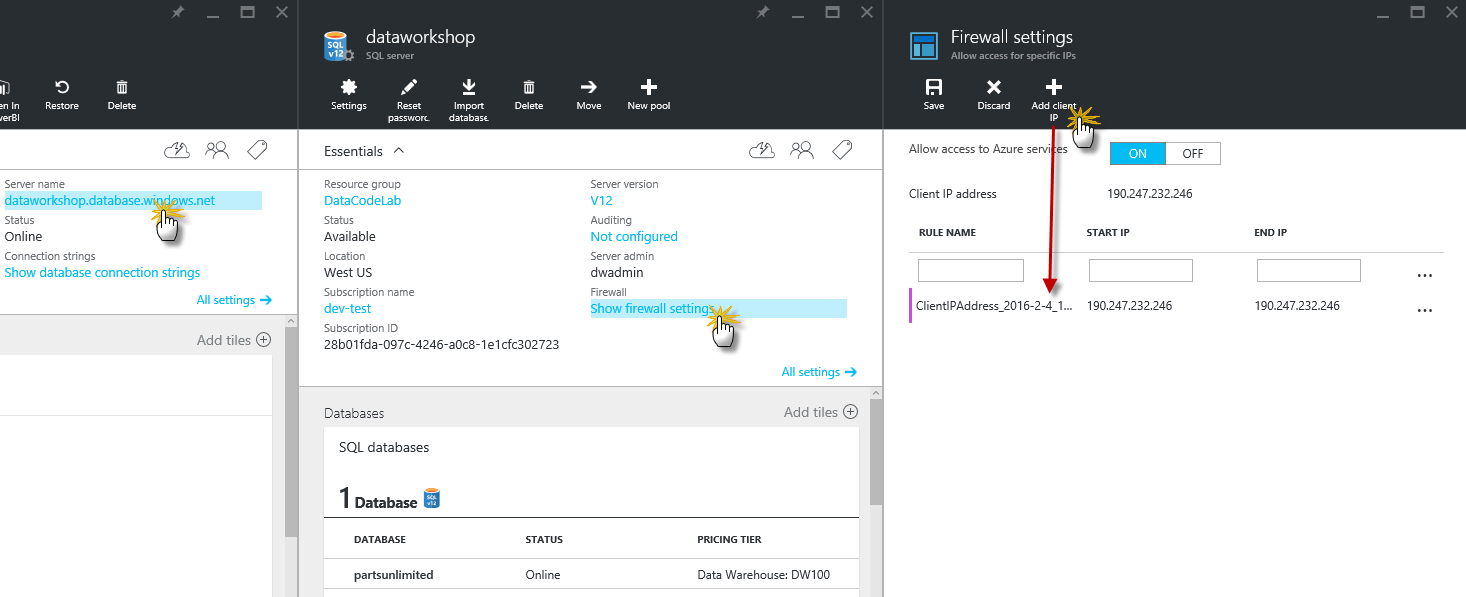 en In
verBI
Restore
Delete
Server name
dataworkshop.database.windows.net
Status
Online
Connection strings
Show database connection strings
All settings
Add tiles
SQL
v12
dataworkshop
SQL server
Settings
Reset
passworc
Import
database
Delete
Move
New pool
Essentials
Resource group
DataCodeLab
Status
Available
Location
West US
Subscription name
dev-test
Subscription ID
28b01fda-097c-4246-a0c8-1e1cfc302723
Server version
V12
Auditing
Not configured
Server admin
dwadmin
Firewall
Show firewall settings
All settings
Databases
Add tiles
SQL databases
1 Database
SQL
v12
DATABASE STATUS PRICING TIER
partsunlimited Online Data Warehouse: DW100
Firewall settings
Allow access for specific IPs
Save
Discard
Add client
IP
Allow access to Azure services ON OFF
Client IP address 190.247.232.246
RULE NAME START IP END IP
...
ClientIPAddress_2016-2-4_1... 190.247.232.246 190.247.232.246 ...